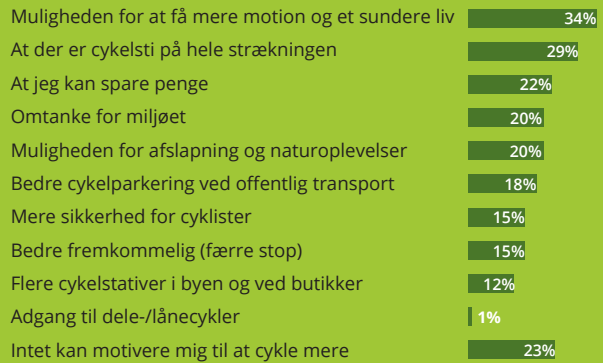 Muligheden for at få mere motion og et sundere liv 34%
At der er cykelsti på hele strækningen 29%
At jeg kan spare penge 22%
Omtanke for miljøet 20%
Muligheden for afslapning og naturoplevelser 20%
Bedre cykelparkering ved offentlig transport 18%
Mere sikkerhed for cyklister 15%
Bedre fremkommelig (færre stop) 15%
Flere cykelstativer i byen og ved butikker 12%
Adgang til dele-/lånecykler 1%
Intet kan motivere mig til at cykle mere 23%